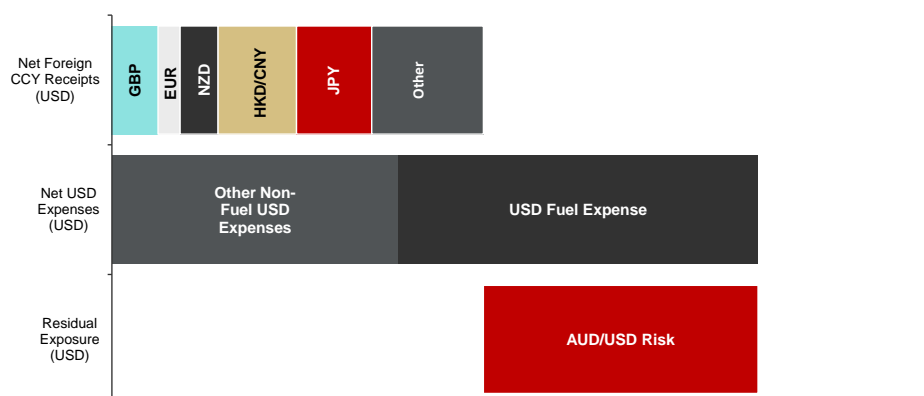 Net Foreign
CCY Receipts
(USD)
GBP
EUR
NZD
HKD/CNY
JPY
Other
Net USD
Expenses
(USD)
Other Non-
Fuel USD
Expenses
USD Fuel Expense
Residual
Exposure
(USD)
AUD/USD Risk